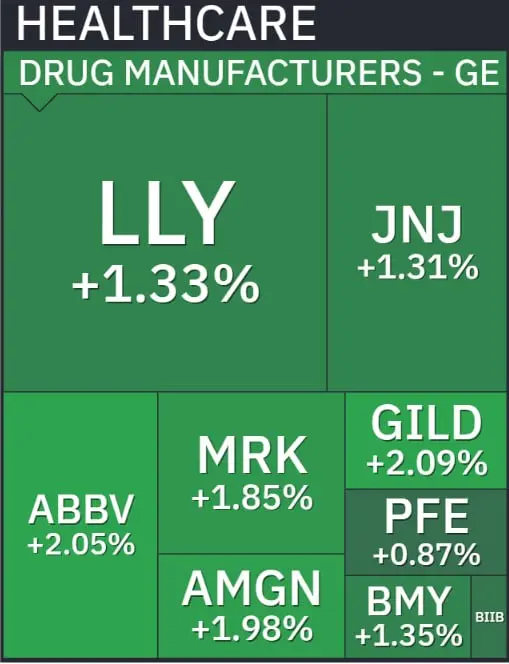 HEALTHCARE
DRUG MANUFACTURERS - GE
LLY
+1.33%
JNJ
+1.31%
ABBV
+2.05%
MRK
+1.85%
AMGN
+1.98%
GILD
+2.09%
PFE
+0.87%
BMY
+1.35%
BIIB